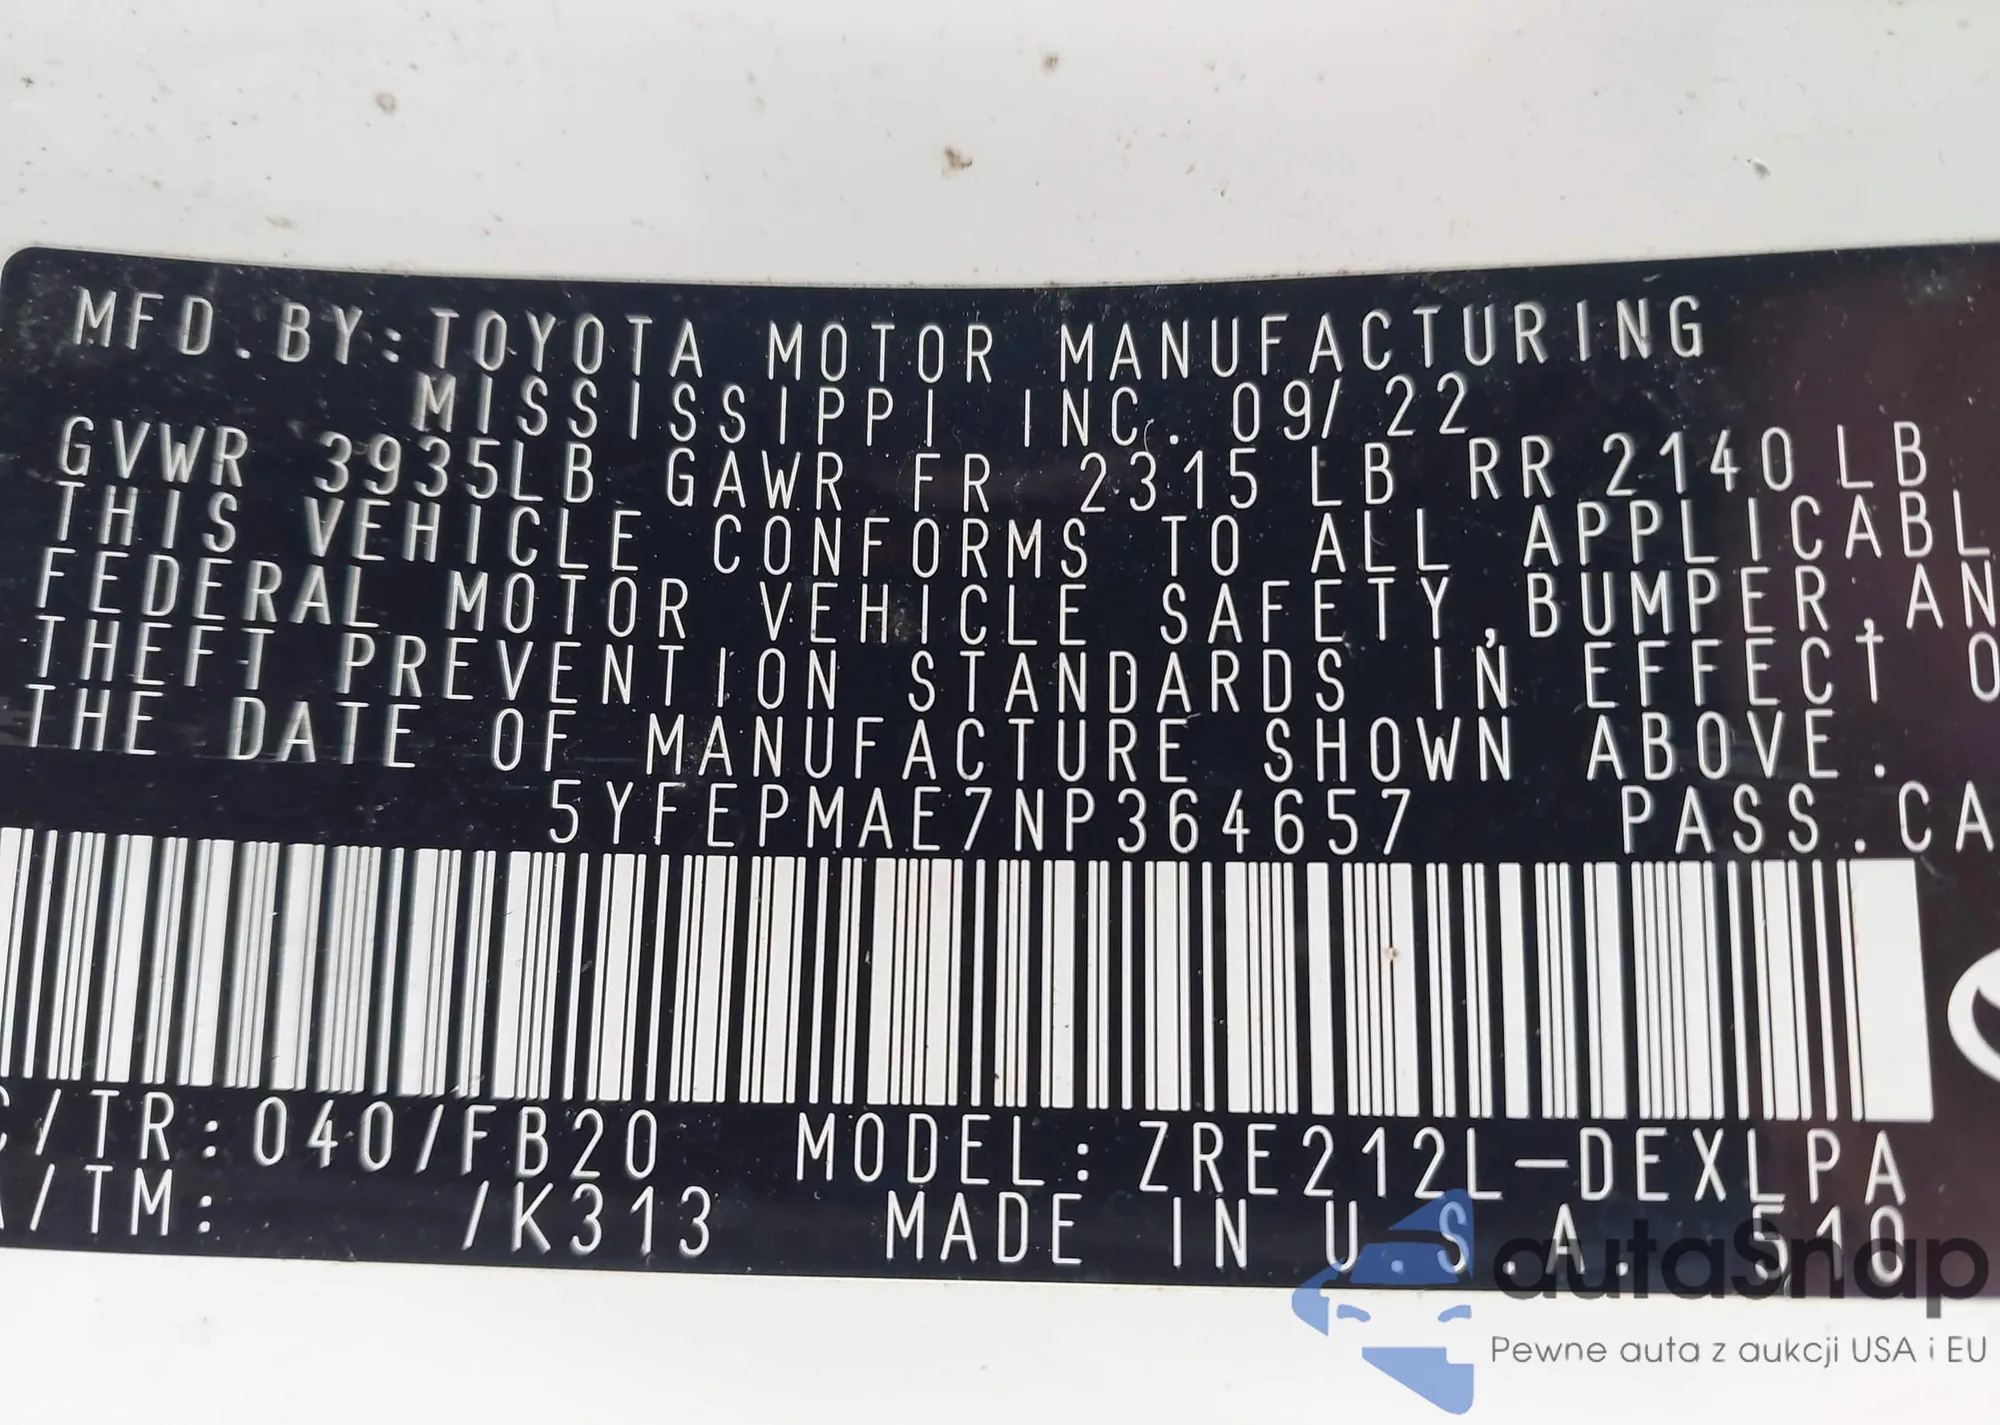 MFD.BY:TOYOTA MOTOR MANUFACTURING
MISSISSIPPI INC. 09/22
GVWR 3935LB GAWR FR 2315 LB RR 2140 LB
THIS VEHICLE CONFORMS TO ALL APPLICABL
FEDERAL MOTOR VEHICLE SAFETY,BUMPER,AN
THEFT PREVENTION STANDARDS IN EFFECT O
THE DATE OF MANUFACTURE SHOWN ABOVE.
5YFEPMAE7NP364657 PASS.CA
C/TR:040/FB20 MODEL:ZRE212L-DEXLPA
A/TM: /K313 MADE IN U.S.A. 510
autaSnap
Pewne auta z aukcji USA i EU